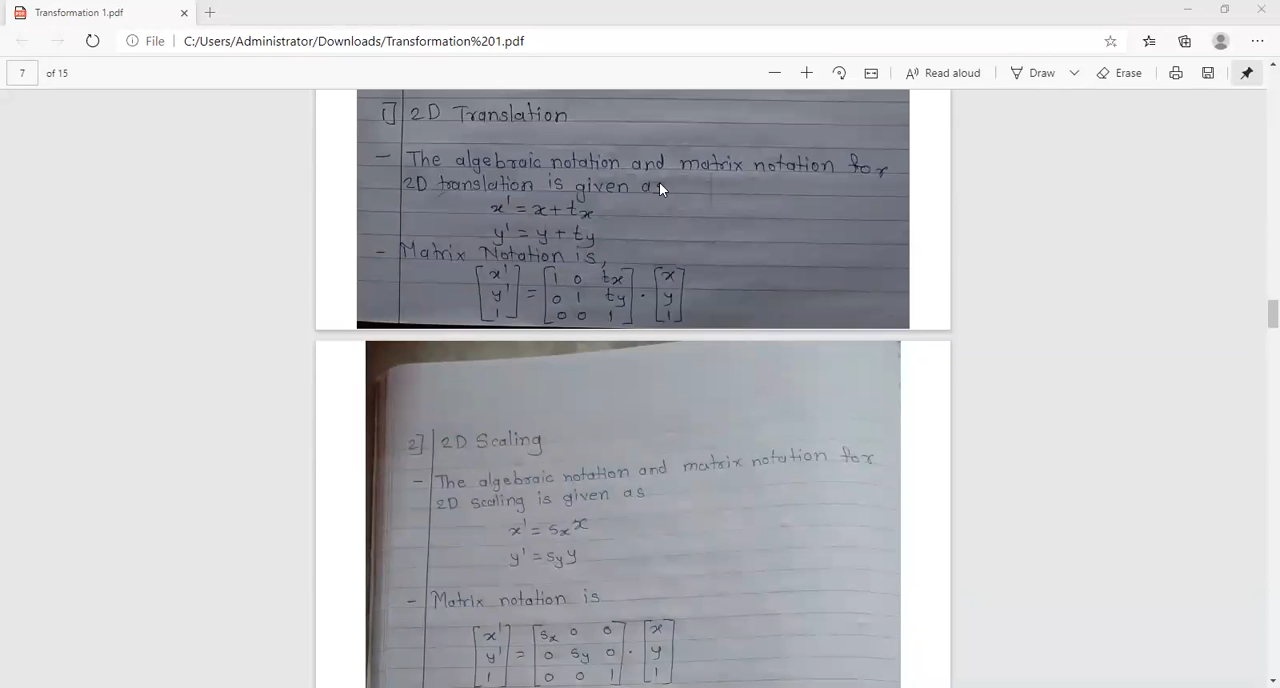 Transformation 1.pdf
File | C:/Users/Administrator/Downloads/Transformation%201.pdf
7 of 15 Read aloud Draw Erase
1] 2D Translation
- The algebraic notation and matrix notation for
2D translation is given as
x' = x + tx
y' = y + ty
- Matrix Notation is,
[x'] = [1 0 tx] . [x]
[y'] [0 1 ty] [y]
[1] [0 0 1] [1]
2] 2D Scaling
- The algebraic notation and matrix notation for
2D scaling is given as
x' = sx x
y' = sy y
- Matrix notation is
[x'] = [sx 0 0] . [x]
[y'] [0 sy 0] [y]
[1] [0 0 1] [1]